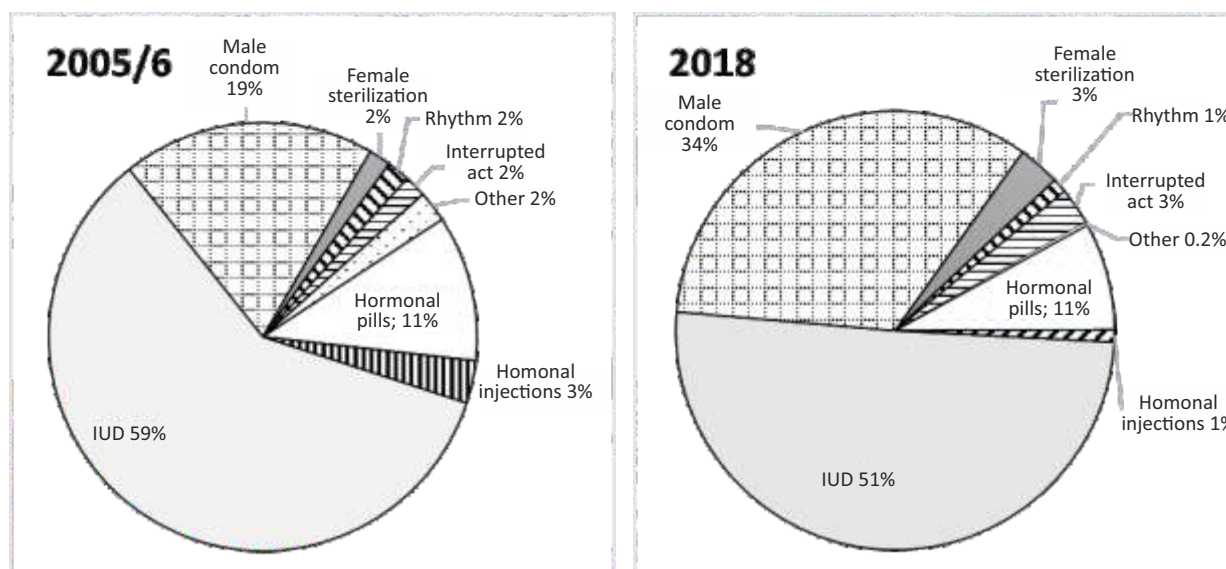 2005/6
Male
condom
19%
Female
sterilization
2%
Rhythm 2%
Interrupted
act 2%
Other 2%
Hormonal
pills; 11%
Homonal
injections 3%
IUD 59%
2018
Male
condom
34%
Female
sterilization
3%
Rhythm 1%
Interrupted
act 3%
Other 0.2%
Hormonal
pills; 11%
Homonal
injections 1%
IUD 51%